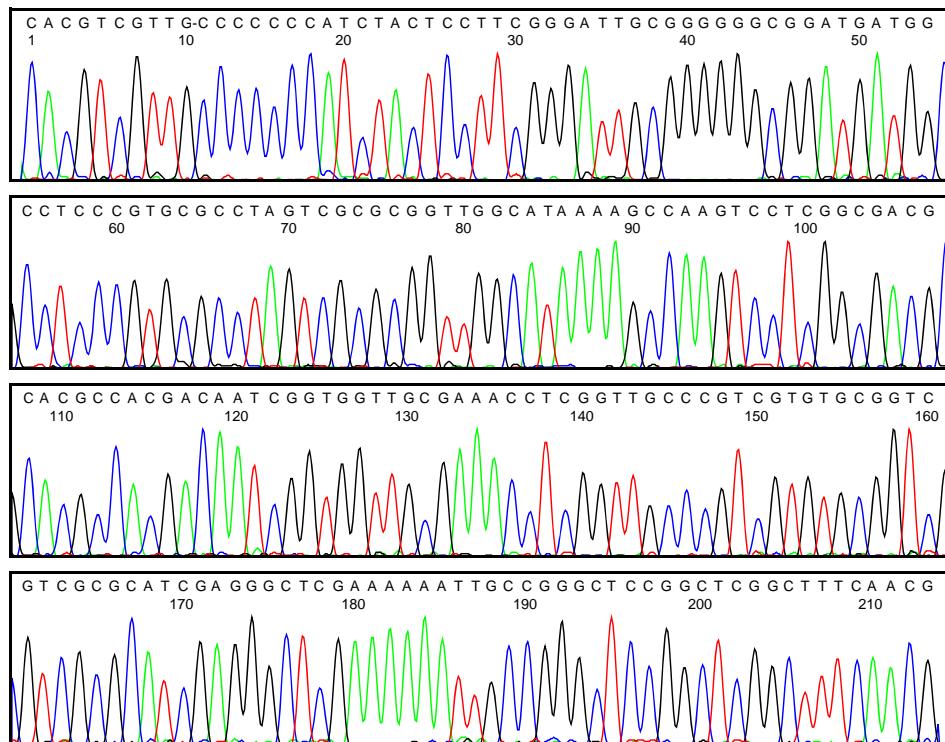 C A C G T C G T T G-C C C C C C C A T C T A C T C C T T C G G G A T T G C G G G G G G C G G A T G A T G G
1 10 20 30 40 50
C C T C C C G T G C G C C T A G T C G C G C G G T T G G C A T A A A A G C C A A G T C C T C G G C G A C G
60 70 80 90 100
C A C G C C A C G A C A A T C G G T G G T T G C G A A A C C T C G G T T G C C C G T C G T G T G C G G T C
110 120 130 140 150 160
G T C G C G C A T C G A G G G C T C G A A A A A A T T G C C G G G C T C C G G C T C G G C T T T C A A C G
170 180 190 200 210